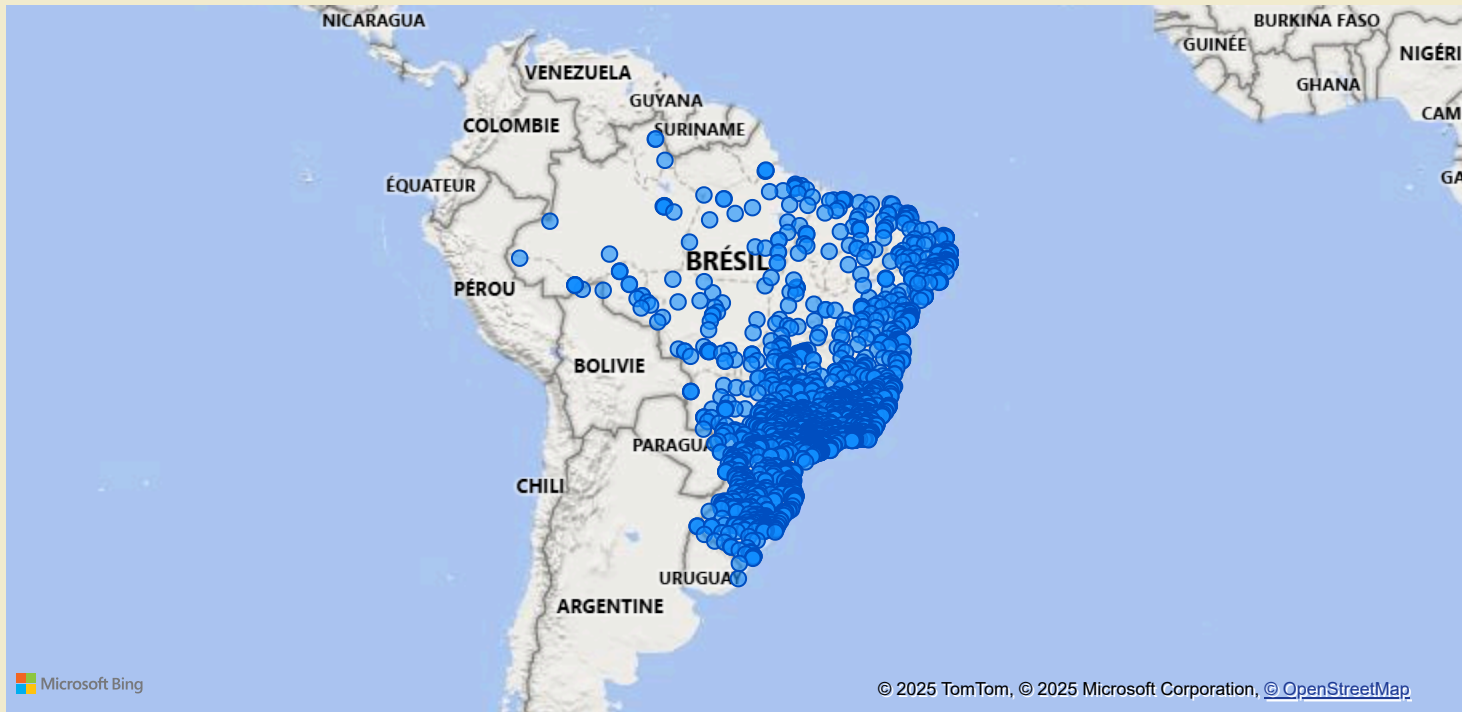 NICARAGUA
BURKINA FASO
GUINÉE
NIGÉRI
VENEZUELA
GHANA
GUYANA
CAM
COLOMBIE
SURINAME
GA
ÉQUATEUR
BRÉSIL
PÉROU
BOLIVIE
PARAGUA
CHILI
URUGUAY
ARGENTINE
Microsoft Bing
© 2025 TomTom, © 2025 Microsoft Corporation, © OpenStreetMap